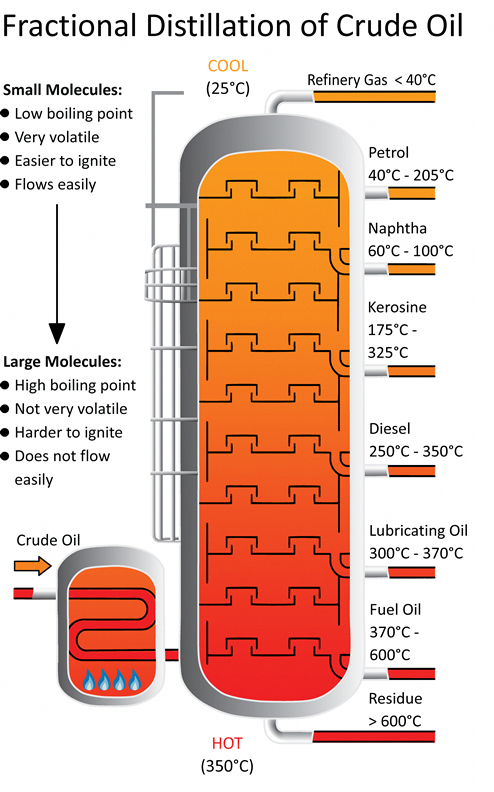 Fractional Distillation of Crude Oil
COOL
(25°C)
Refinery Gas < 40°C
Small Molecules:
● Low boiling point
● Very volatile
● Easier to ignite
● Flows easily
Petrol
40°C - 205°C
Naphtha
60°C - 100°C
Kerosine
175°C -
325°C
Large Molecules:
● High boiling point
● Not very volatile
● Harder to ignite
● Does not flow
easily
Diesel
250°C - 350°C
Crude Oil
Lubricating Oil
300°C - 370°C
Fuel Oil
370°C -
600°C
Residue
> 600°C
HOT
(350°C)